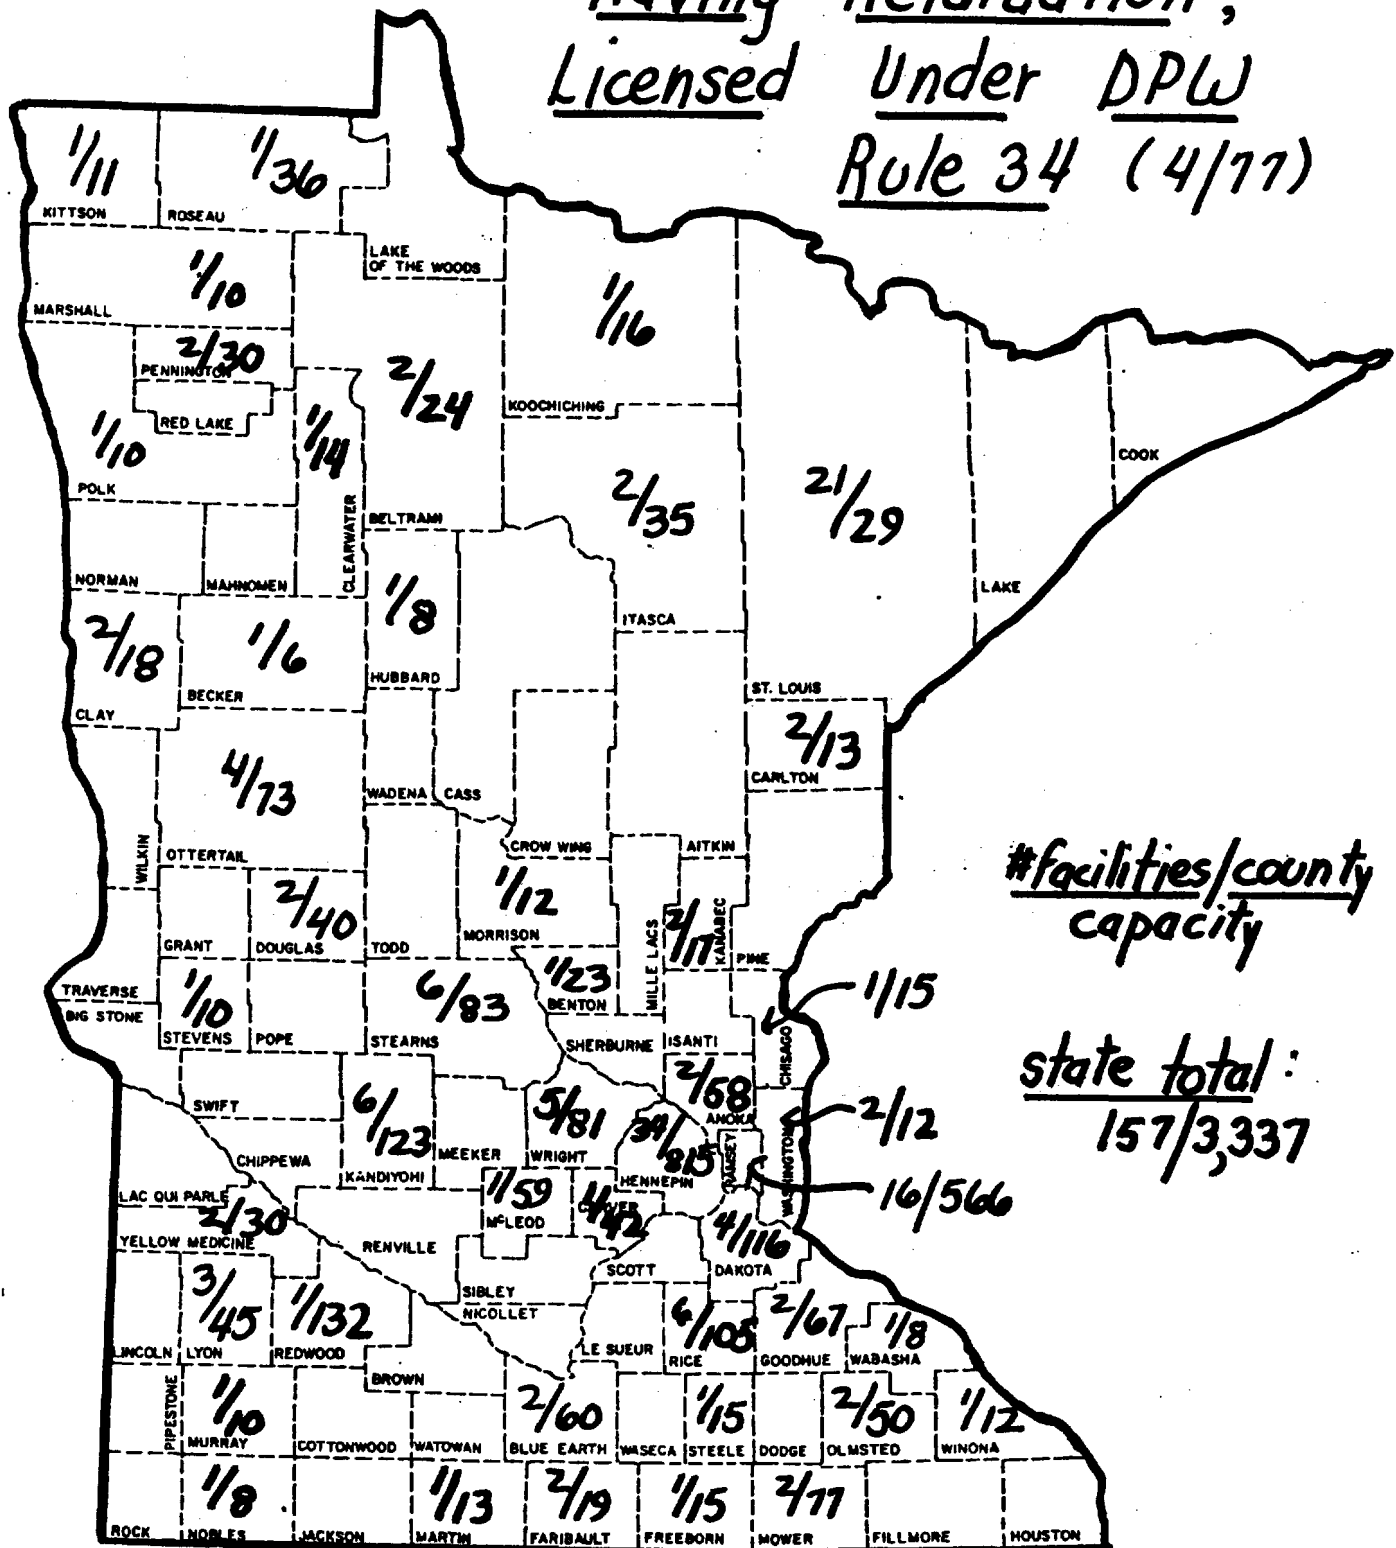 Having Retardation,
Licensed Under DPW
Rule 34 (4/77)
1/11
KITTSON
1/36
ROSEAU
LAKE
OF THE WOODS
1/10
MARSHALL
2/30
PENNINGTON
RED LAKE
1/10
POLK
1/14
CLEARWATER
2/24
BELTRAMI
1/16
KOOCHICHING
2/35
ITASCA
21/29
ST. LOUIS
LAKE
COOK
NORMAN
MAHNOMEN
2/18
CLAY
1/6
BECKER
1/8
HUBBARD
2/13
CARLTON
WILKIN
4/73
OTTERTAIL
WADENA
CASS
CROW WING
AITKIN
#facilities/county
capacity
GRANT
2/40
DOUGLAS
TODD
1/12
MORRISON
MILLE LACS
2/17
KANABEC
PINE
TRAVERSE
BIG STONE
1/10
STEVENS
POPE
6/83
STEARNS
1/23
BENTON
SHERBURNE
ISANTI
1/15
CHISAGO
state total:
157/3,337
SWIFT
6/123
KANDIYOHI
MEEKER
5/81
WRIGHT
2/58
ANOKA
2/12
WASHINGTON
16/566
RAMSEY
815
HENNEPIN
CHIPPEWA
LAC QUI PARLE
2/30
YELLOW MEDICINE
RENVILLE
1/59
McLEOD
CARVER
4/116
DAKOTA
SCOTT
SIBLEY
NICOLLET
LE SUEUR
LINCOLN
3/45
LYON
1/132
REDWOOD
BROWN
6/105
RICE
2/67
GOODHUE
1/8
WABASHA
PIPESTONE
1/10
MURRAY
COTTONWOOD
WATOWAN
2/60
BLUE EARTH
WASECA
1/15
STEELE
DODGE
2/50
OLMSTED
1/12
WINONA
ROCK
1/8
NOBLES
JACKSON
1/13
MARTIN
2/19
FARIBAULT
1/15
FREEBORN
2/77
MOWER
FILLMORE
HOUSTON